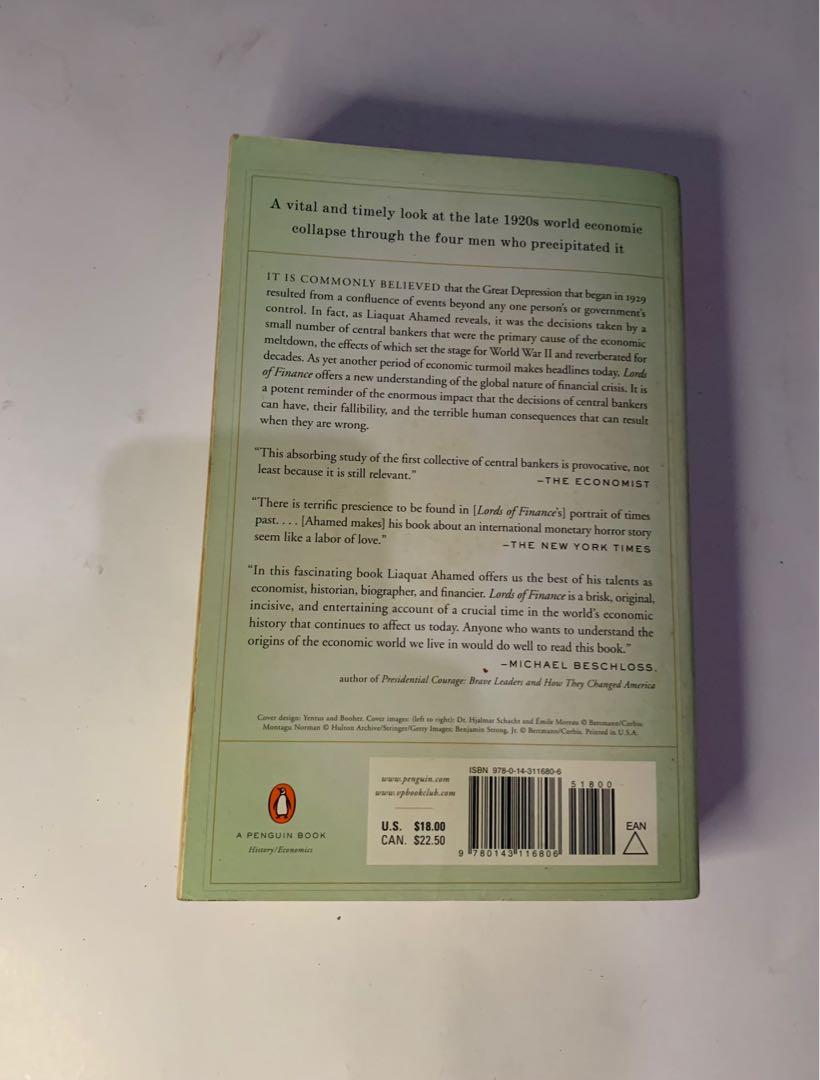 A vital and timely look at the late 1920s world economic
collapse through the four men who precipitated it
IT IS COMMONLY BELIEVED that the Great Depression that began in 1929
resulted from a confluence of events beyond any one person's or government's
control. In fact, as Liaquat Ahamed reveals, it was the decisions taken by a
small number of central bankers that were the primary cause of the economic
meltdown, the effects of which set the stage for World War II and reverberated for
decades. As yet another period of economic turmoil makes headlines today, Lords
of Finance offers a new understanding of the global nature of financial crisis. It is
a potent reminder of the enormous impact that the decisions of central bankers
can have, their fallibility, and the terrible human consequences that can result
when they are wrong.
"This absorbing study of the first collective of central bankers is provocative, not
least because it is still relevant."
–THE ECONOMIST
"There is terrific prescience to be found in [Lords of Finance's] portrait of times
past. . . . [Ahamed makes] his book about an international monetary horror story
seem like a labor of love."
–THE NEW YORK TIMES
"In this fascinating book Liaquat Ahamed offers us the best of his talents as
economist, historian, biographer, and financier. Lords of Finance is a brisk, original,
incisive, and entertaining account of a crucial time in the world's economic
history that continues to affect us today. Anyone who wants to understand the
origins of the economic world we live in would do well to read this book."
–MICHAEL BESCHLOSS,
author of Presidential Courage: Brave Leaders and How They Changed America
Cover design: Yentus and Booher. Cover images: (left to right): Dr. Hjalmar Schacht and Émile Moreau © Bettmann/Corbis
Montagu Norman © Hulton Archive/Stringer/Getty Images; Benjamin Strong, Jr. © Bettmann/Corbis. Printed in U.S.A.
A PENGUIN BOOK
History/Economics
www.penguin.com
www.vpbookclub.com
U.S. $18.00
CAN. $22.50
ISBN 978-0-14-311680-6
51800
9 780143 116806
EAN